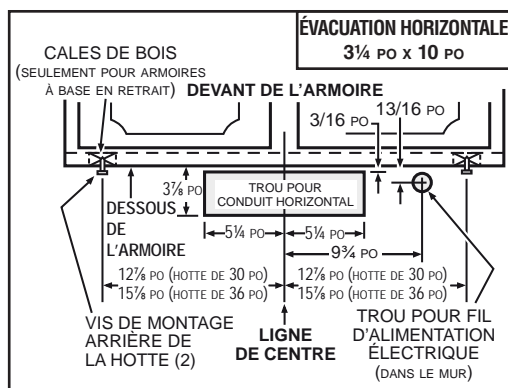 ÉVACUATION HORIZONTALE
3¼ PO x 10 PO
CALES DE BOIS
(SEULEMENT POUR ARMOIRES
À BASE EN RETRAIT)
DEVANT DE L'ARMOIRE
3/16 PO
13/16 PO
3⅞ PO
TROU POUR
CONDUIT HORIZONTAL
DESSOUS
DE
L'ARMOIRE
5¼ PO
5¼ PO
9¾ PO
12⅞ PO (HOTTE DE 30 PO)
15⅞ PO (HOTTE DE 36 PO)
12⅞ PO (HOTTE DE 30 PO)
15⅞ PO (HOTTE DE 36 PO)
VIS DE MONTAGE
ARRIÈRE DE
LA HOTTE (2)
LIGNE
DE CENTRE
TROU POUR FIL
D'ALIMENTATION
ÉLECTRIQUE
(DANS LE MUR)